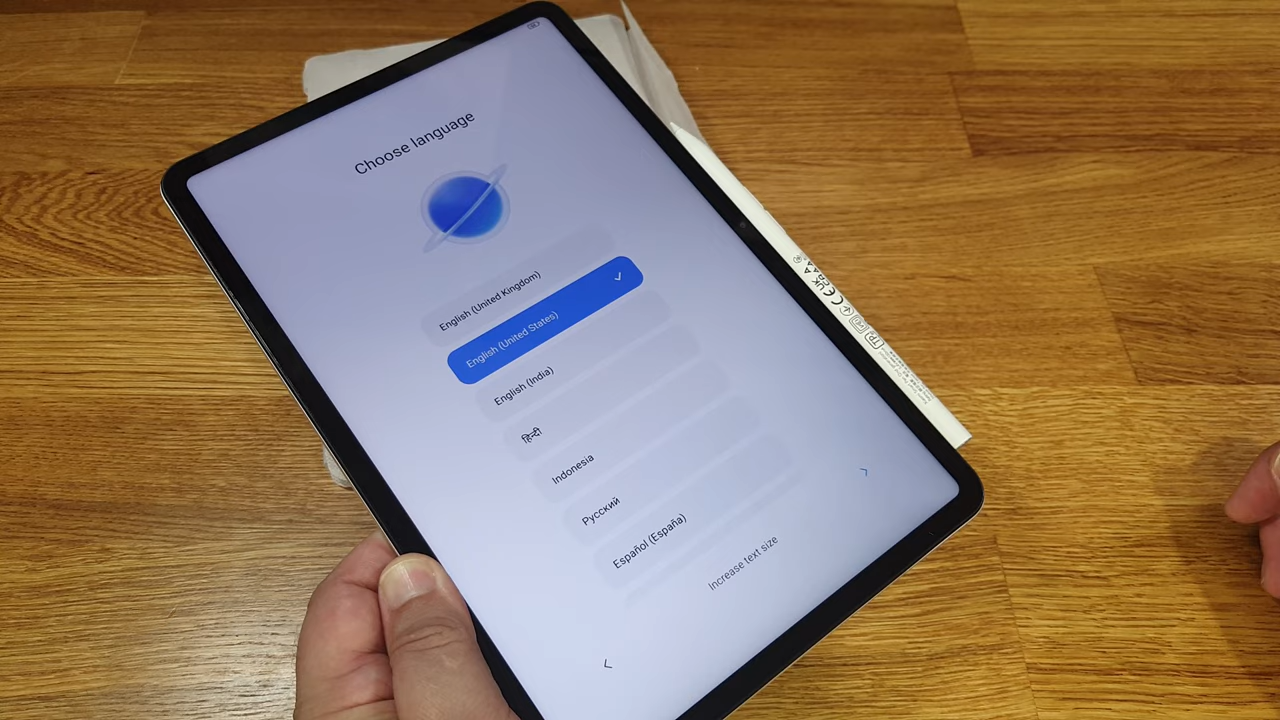 Choose language
English (United Kingdom)
English (United States)
English (India)
हिन्दी
Indonesia
Русский
Español (España)
Increase text size